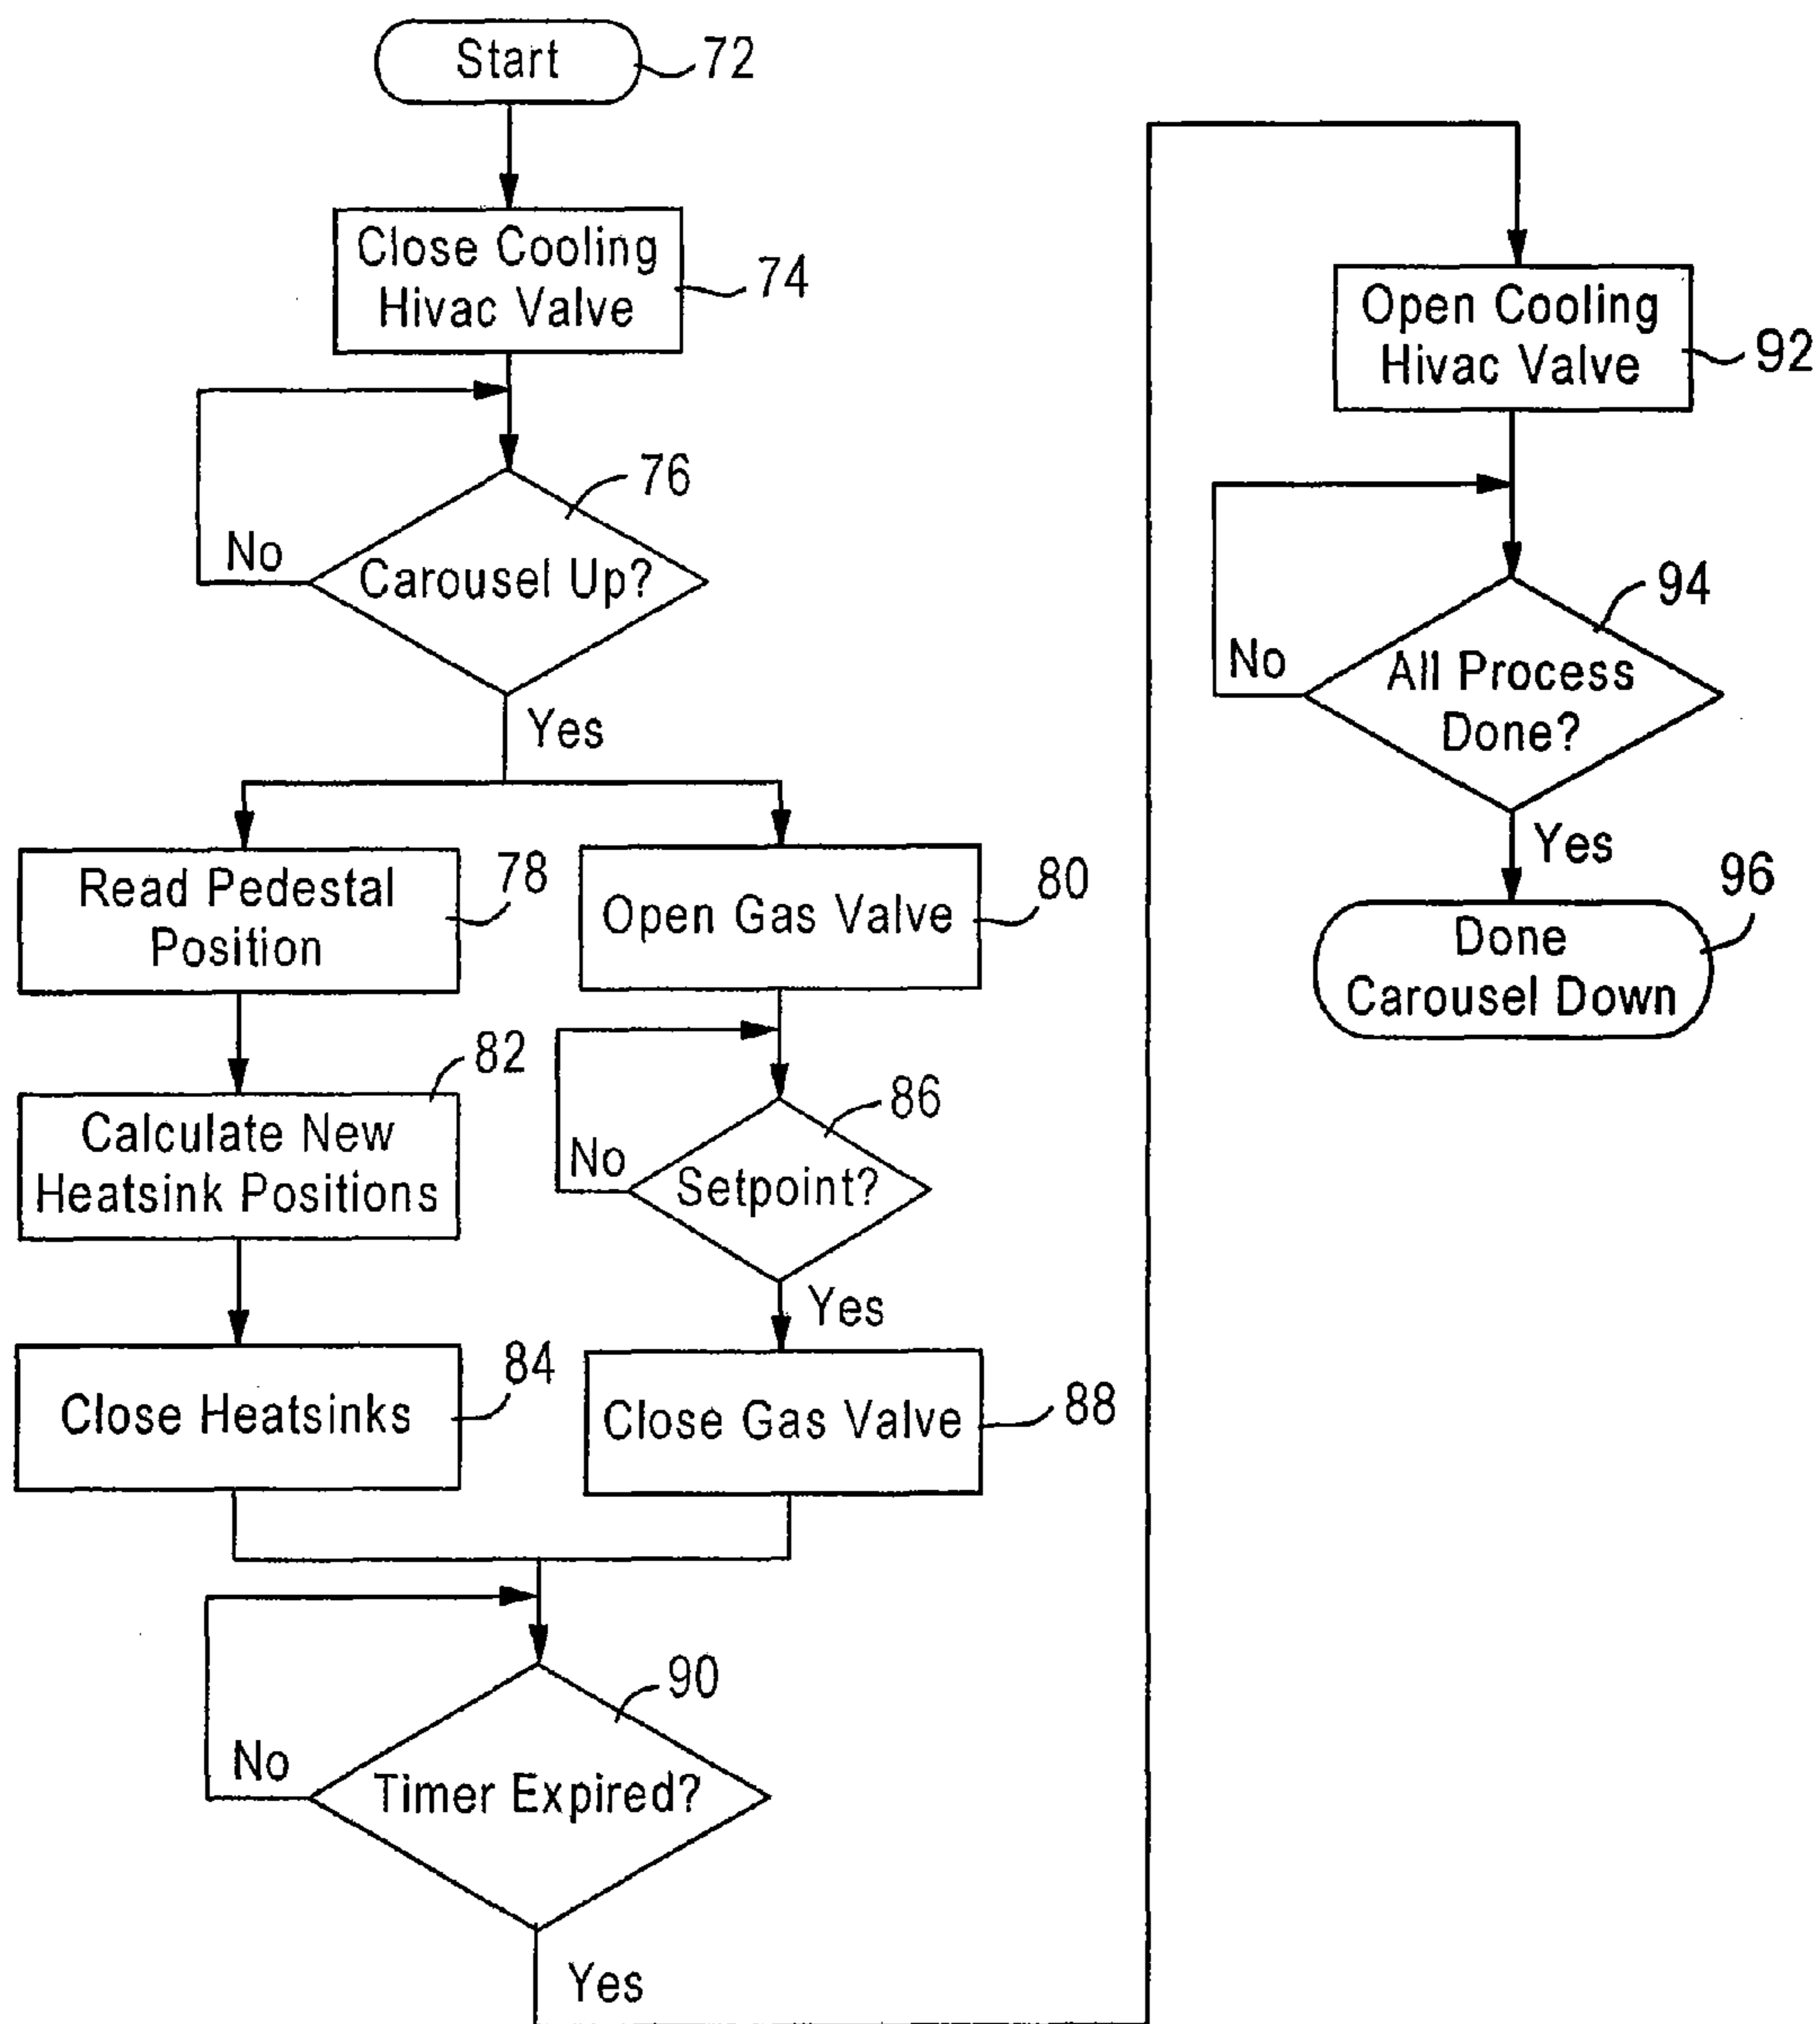 Start
72
Close Cooling
Hivac Valve
74
76
No
Carousel Up?
Yes
Read Pedestal
Position
78
Open Gas Valve
80
82
Calculate New
Heatsink Positions
86
No
Setpoint?
Yes
Close Heatsinks
84
Close Gas Valve
88
90
No
Timer Expired?
Yes
Open Cooling
Hivac Valve
92
94
No
All Process
Done?
Yes
96
Done
Carousel Down